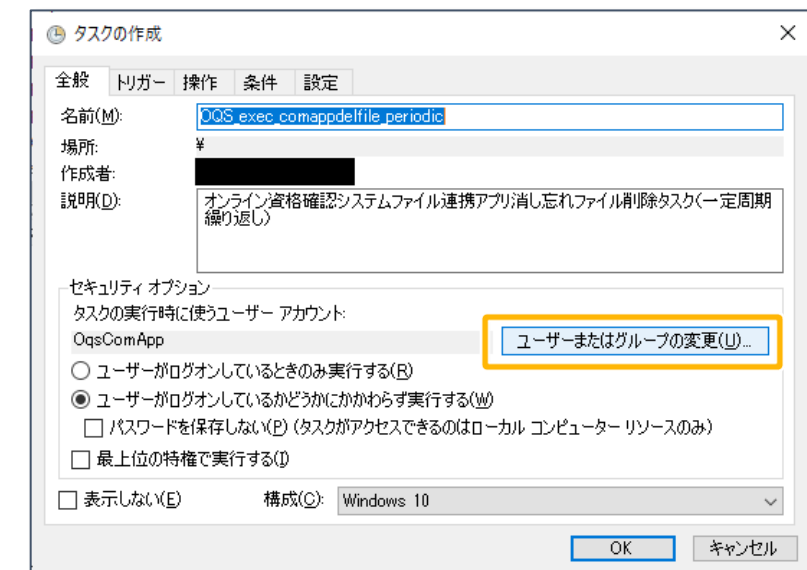 タスクの作成
全般 トリガー 操作 条件 設定
名前(M): OQS_exec_comappdelfile_periodic
場所: ¥
作成者:
説明(D): オンライン資格確認システムファイル連携アプリ消し忘れファイル削除タスク(一定周期
繰り返し)
セキュリティ オプション
タスクの実行時に使うユーザー アカウント:
OqsComApp ユーザーまたはグループの変更(U)...
ユーザーがログオンしているときのみ実行する(R)
ユーザーがログオンしているかどうかにかかわらず実行する(W)
パスワードを保存しない(P) (タスクがアクセスできるのはローカル コンピューター リソースのみ)
最上位の特権で実行する(I)
表示しない(E) 構成(C): Windows 10
OK キャンセル